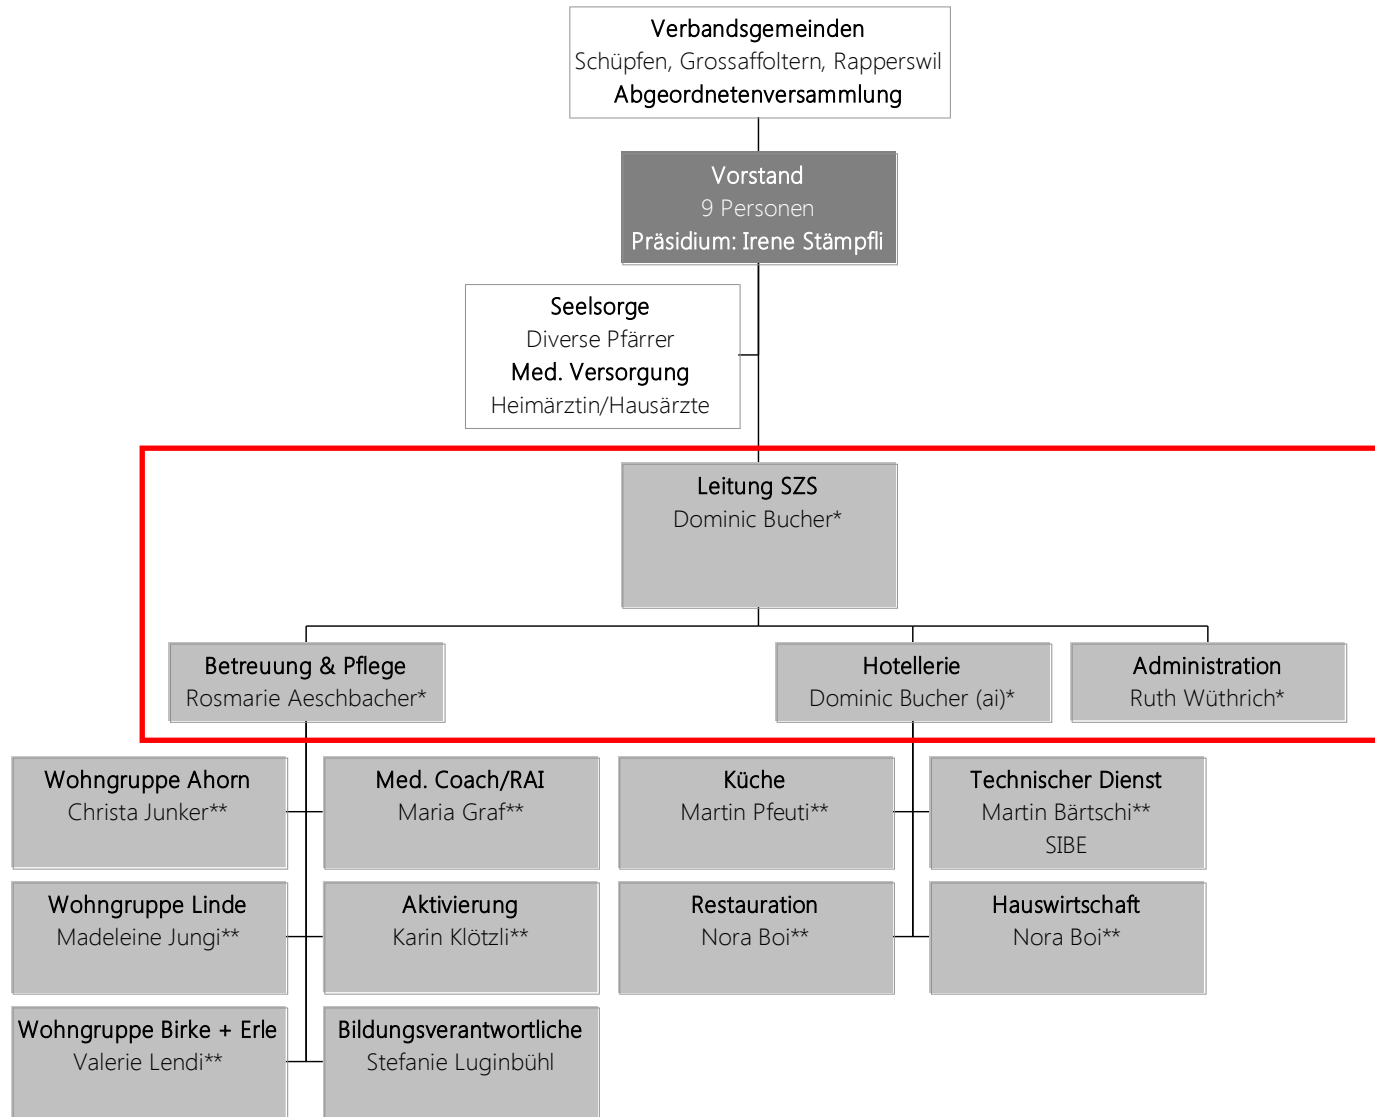 Verbandsgemeinden
Schüpfen, Grossaffoltern, Rapperswil
Abgeordnetenversammlung
Vorstand
9 Personen
Präsidium: Irene Stämpfli
Seelsorge
Diverse Pfärrer
Med. Versorgung
Heimärztin/Hausärzte
Leitung SZS
Dominic Bucher*
Betreuung & Pflege
Rosmarie Aeschbacher*
Hotellerie
Dominic Bucher (ai)*
Administration
Ruth Wüthrich*
Wohngruppe Ahorn
Christa Junker**
Med. Coach/RAI
Maria Graf**
Küche
Martin Pfeuti**
Technischer Dienst
Martin Bärtschi**
SIBE
Wohngruppe Linde
Madeleine Jungi**
Aktivierung
Karin Klötzli**
Restauration
Nora Boi**
Hauswirtschaft
Nora Boi**
Wohngruppe Birke + Erle
Valerie Lendi**
Bildungsverantwortliche
Stefanie Luginbühl